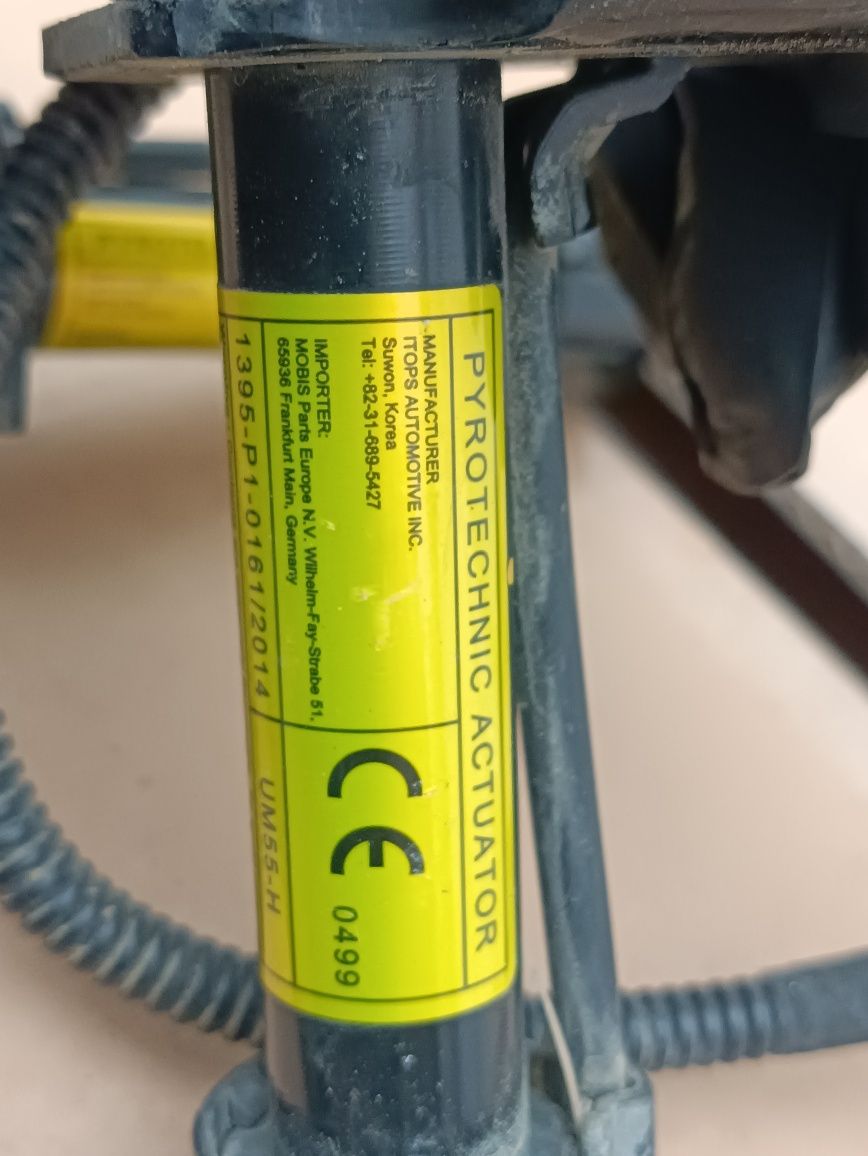 PYROTECHNIC ACTUATOR
MANUFACTURER
ITOPS AUTOMOTIVE INC.
Suwon, Korea
Tel: +82-31-689-5427
IMPORTER:
MOBIS Parts Europe N.V. Wilhelm-Fay-Strabe 51,
65936 Frankfurt Main, Germany
1395-P1-0161/2014
CE
0499
UM55-H